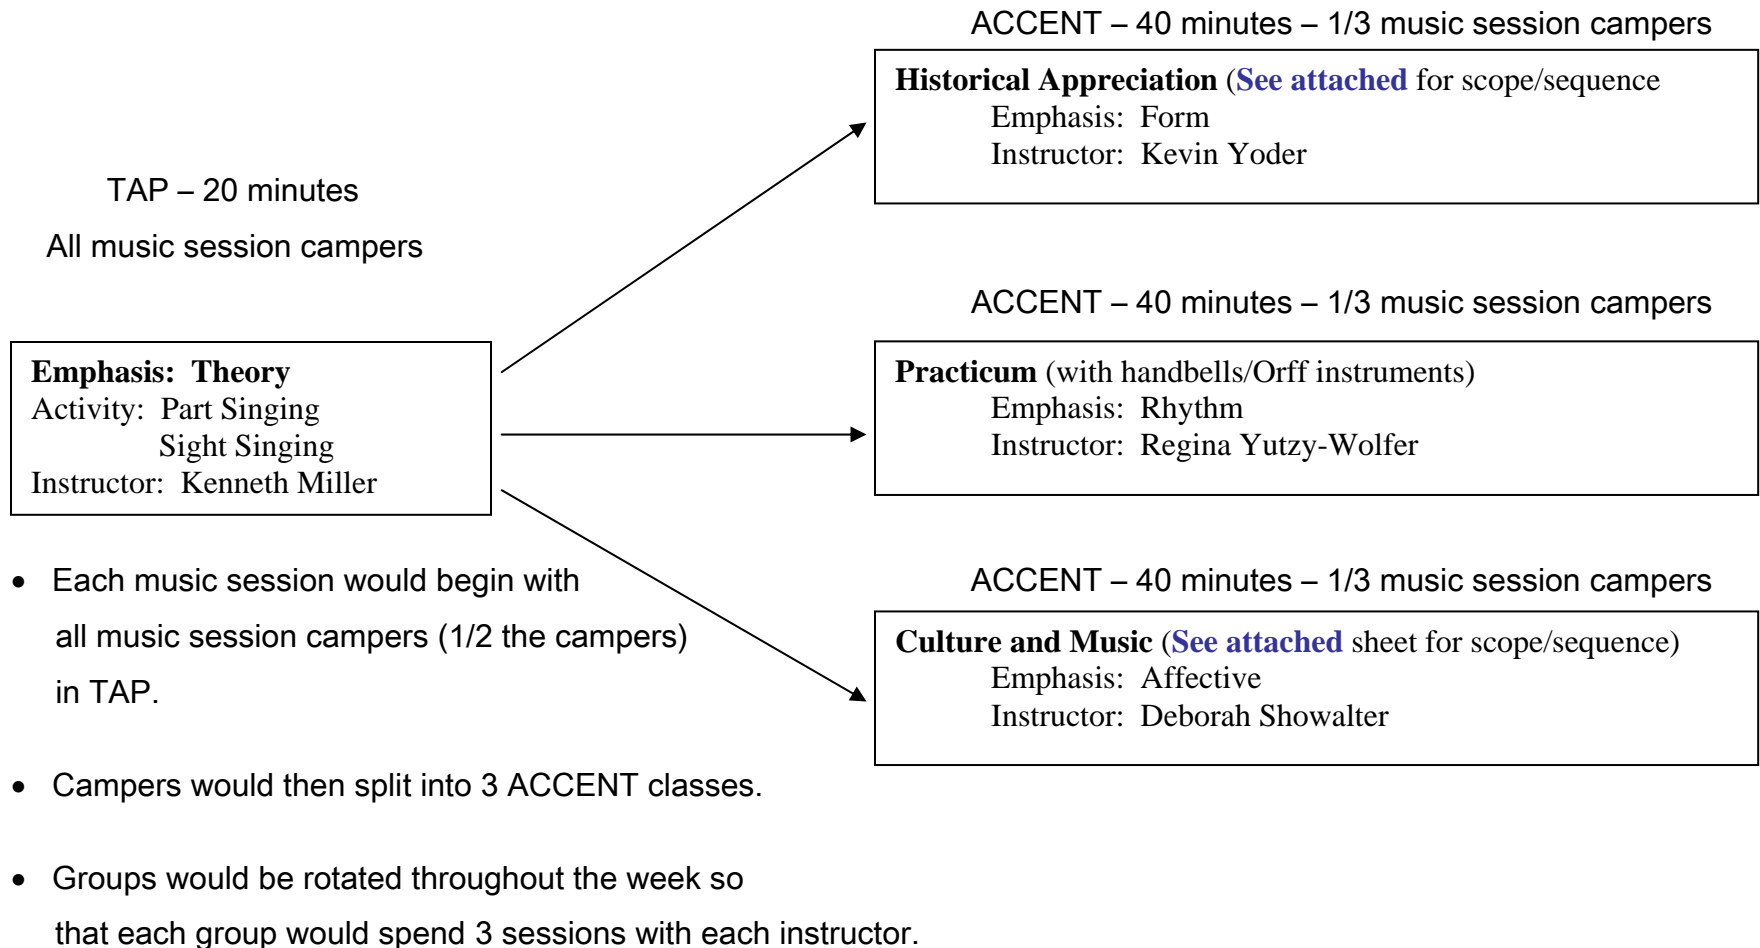 TAP – 20 minutes
All music session campers
Emphasis: Theory
Activity: Part Singing
Sight Singing
Instructor: Kenneth Miller
ACCENT – 40 minutes – 1/3 music session campers
Historical Appreciation (See attached for scope/sequence
Emphasis: Form
Instructor: Kevin Yoder
ACCENT – 40 minutes – 1/3 music session campers
Practicum (with handbells/Orff instruments)
Emphasis: Rhythm
Instructor: Regina Yutzy-Wolfer
ACCENT – 40 minutes – 1/3 music session campers
Culture and Music (See attached sheet for scope/sequence)
Emphasis: Affective
Instructor: Deborah Showalter
• Each music session would begin with
all music session campers (1/2 the campers)
in TAP.
• Campers would then split into 3 ACCENT classes.
• Groups would be rotated throughout the week so
that each group would spend 3 sessions with each instructor.